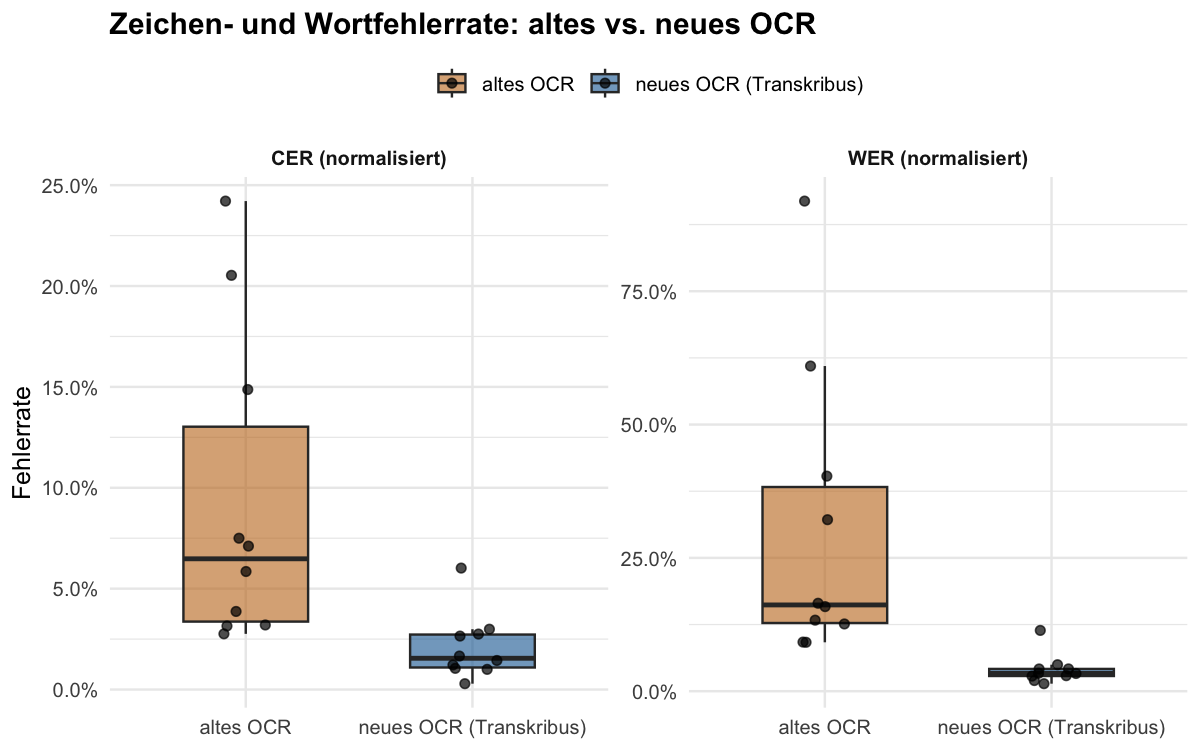 Zeichen- und Wortfehlerrate: altes vs. neues OCR
altes OCR neues OCR (Transkribus)
CER (normalisiert)
WER (normalisiert)
Fehlerrate
25.0%
20.0%
15.0%
10.0%
5.0%
0.0%
75.0%
50.0%
25.0%
0.0%
altes OCR neues OCR (Transkribus)
altes OCR neues OCR (Transkribus)